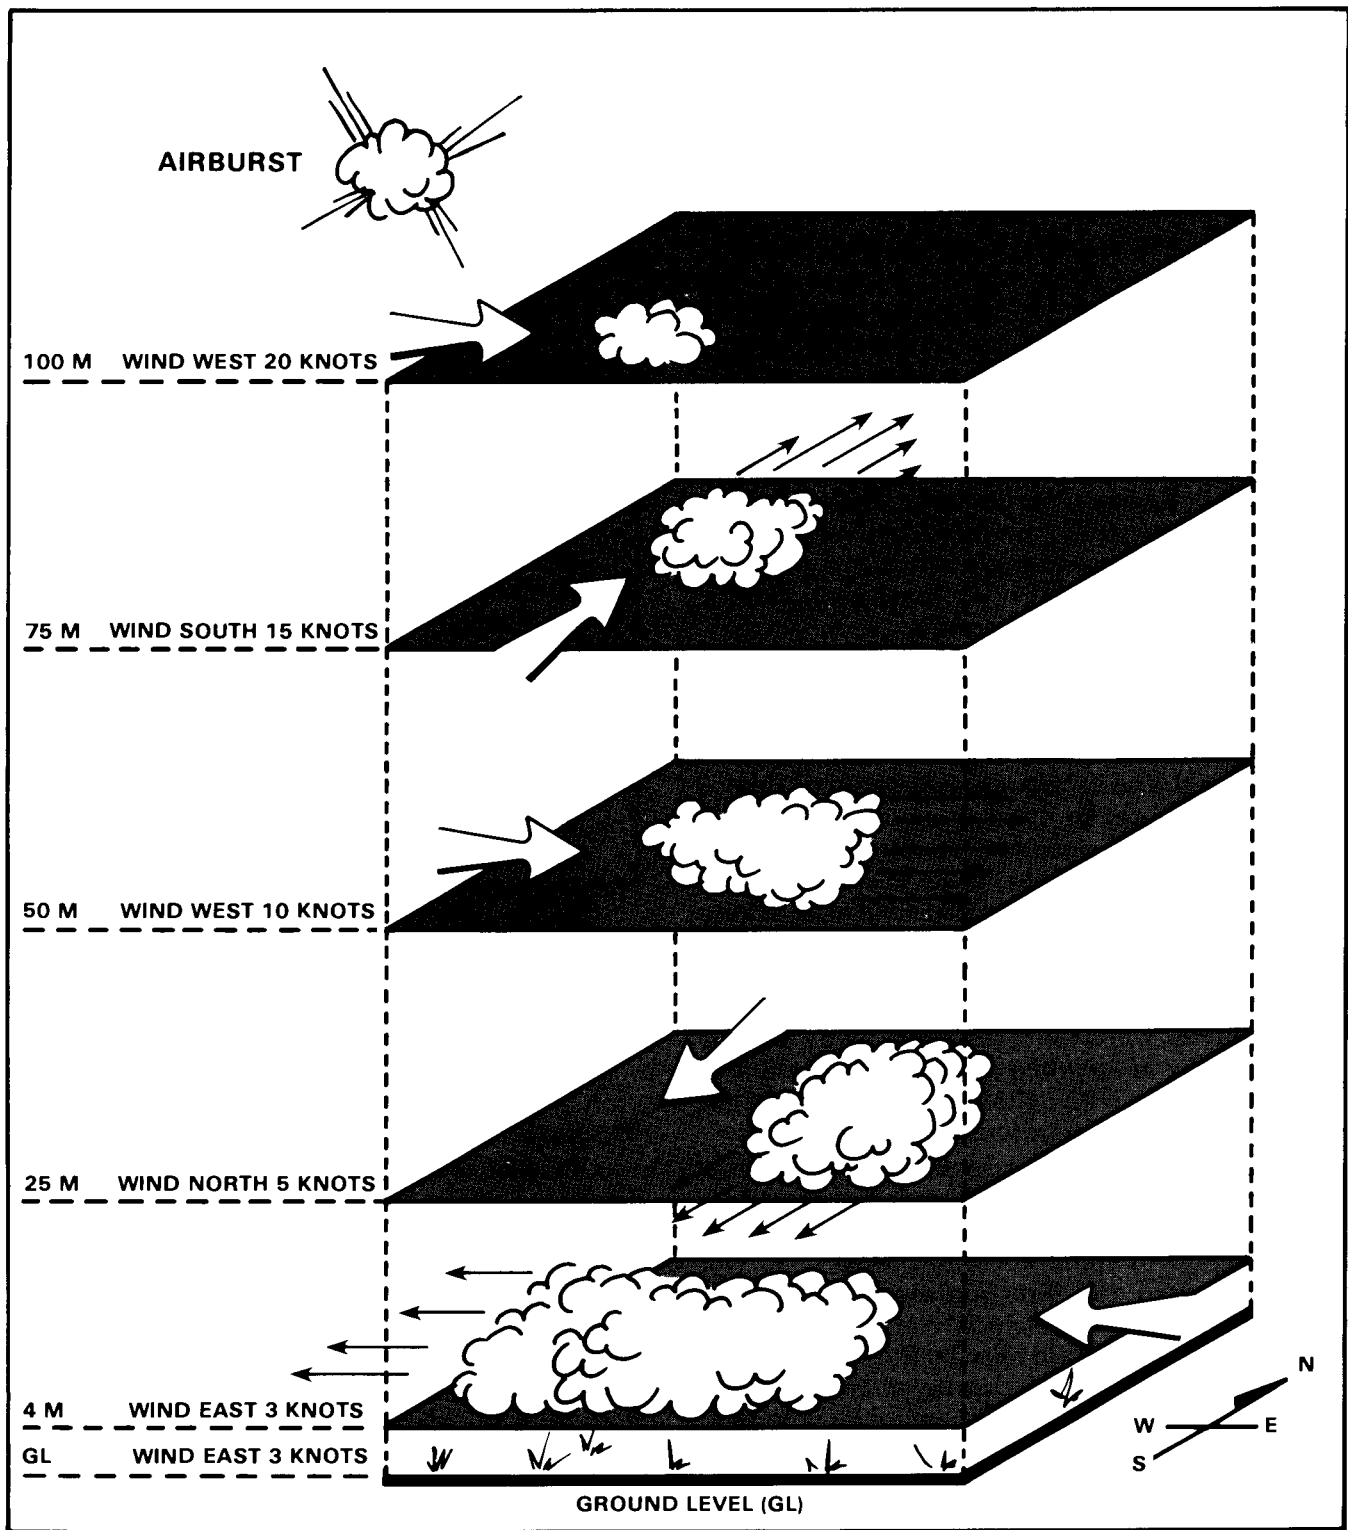 AIRBURST
100 M WIND WEST 20 KNOTS
75 M WIND SOUTH 15 KNOTS
50 M WIND WEST 10 KNOTS
25 M WIND NORTH 5 KNOTS
4 M WIND EAST 3 KNOTS
GL WIND EAST 3 KNOTS
N
W E
S
GROUND LEVEL (GL)